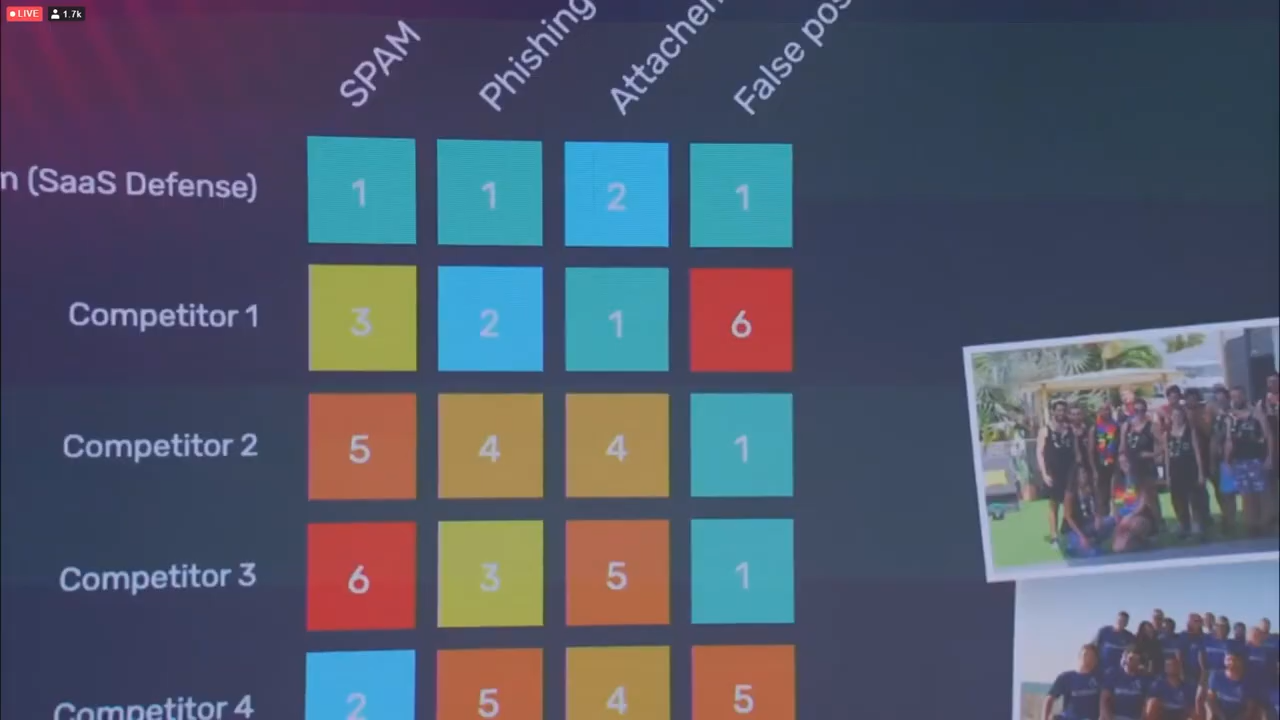 LIVE 1.7k
SPAM Phishing Attachen False pos
(SaaS Defense) 1 1 2 1
Competitor 1 3 2 1 6
Competitor 2 5 4 4 1
Competitor 3 6 3 5 1
Competitor 4 2 5 4 5